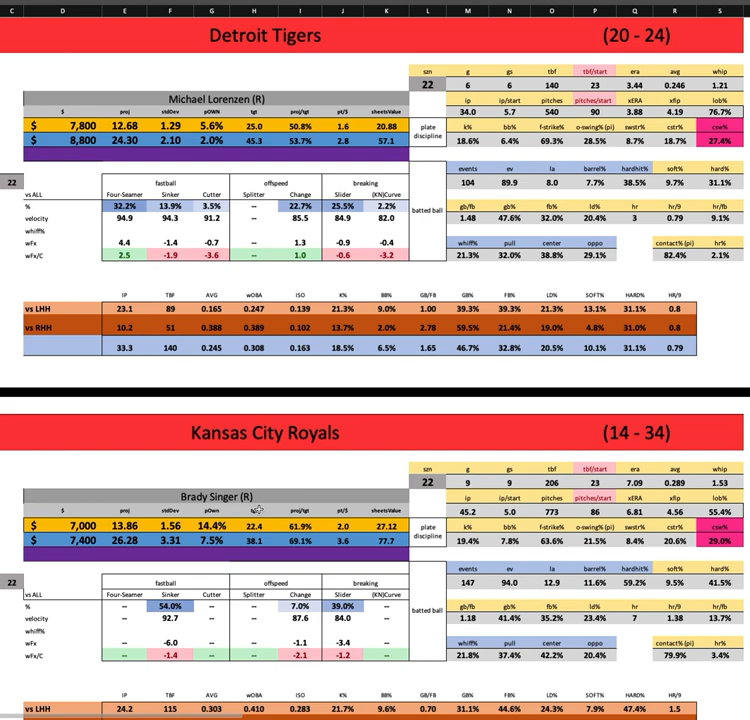 C D E F G H I J K L M N O P Q R S
Detroit Tigers (20 - 24)
szn g gs tbf tbf/start era avg whip
22 6 6 140 23 3.44 0.246 1.21
Michael Lorenzen (R) ip ip/start pitches pitches/start xERA xfip lob%
$ proj stdDev pOWN tgt proj/tgt pt/$ sheetsValue 34.0 5.7 540 90 3.88 4.19 76.7%
$ 7,800 12.68 1.29 5.6% 25.0 50.8% 1.6 20.88 plate discipline k% bb% f-strike% o-swing% (pi) swstr% cstr% csw%
$ 8,800 24.30 2.10 2.0% 45.3 53.7% 2.8 57.1 18.6% 6.4% 69.3% 28.5% 8.7% 18.7% 27.4%
events ev la barrel% hardhit% soft% hard%
22 fastball offspeed breaking 104 89.9 8.0 7.7% 38.5% 9.7% 31.1%
vs ALL Four-Seamer Sinker Cutter Splitter Change Slider (KN)Curve
% 32.2% 13.9% 3.5% -- 22.7% 25.5% 2.2% batted ball gb/fb gb% fb% ld% hr hr/9 hr/fb
velocity 94.9 94.3 91.2 -- 85.5 84.9 82.0 1.48 47.6% 32.0% 20.4% 3 0.79 9.1%
whiff%
wFx 4.4 -1.4 -0.7 1.3 -0.9 -0.4 whiff% pull center oppo contact% (pi) hr%
wFx/C 2.5 -1.9 -3.6 -- 1.0 -0.6 -3.2 21.3% 32.0% 38.8% 29.1% 82.4% 2.1%
IP TBF AVG wOBA ISO K% BB% GB/FB GB% FB% LD% SOFT% HARD% HR/9
vs LHH 23.1 89 0.165 0.247 0.139 21.3% 9.0% 1.00 39.3% 39.3% 21.3% 13.1% 31.1% 0.8
vs RHH 10.2 51 0.388 0.389 0.102 13.7% 2.0% 2.78 59.5% 21.4% 19.0% 4.8% 31.0% 0.8
33.3 140 0.245 0.308 0.163 18.5% 6.5% 1.65 46.7% 32.8% 20.5% 10.1% 31.1% 0.79
Kansas City Royals (14 - 34)
szn g gs tbf tbf/start era avg whip
22 9 9 206 23 7.09 0.289 1.53
Brady Singer (R) ip ip/start pitches pitches/start xERA xfip lob%
$ proj stdDev pOwn proj/tgt pt/$ sheetsValue 45.2 5.0 773 86 6.81 4.56 55.4%
$ 7,000 13.86 1.56 14.4% 22.4 61.9% 2.0 27.12 plate discipline k% bb% f-strike% o-swing% (pi) swstr% cstr% csw%
$ 7,400 26.28 3.31 7.5% 38.1 69.1% 3.6 77.7 19.4% 7.8% 63.6% 21.5% 8.4% 20.6% 29.0%
events ev la barrel% hardhit% soft% hard%
22 fastball offspeed breaking 147 94.0 12.9 11.6% 59.2% 9.5% 41.5%
vs ALL Four-Seamer Sinker Cutter Splitter Change Slider (KN)Curve
% -- 54.0% -- -- 7.0% 39.0% -- batted ball gb/fb gb% fb% ld% hr hr/9 hr/fb
velocity -- 92.7 -- -- 87.6 84.0 -- 1.18 41.4% 35.2% 23.4% 7 1.38 13.7%
whiff%
wFx -- -6.0 -- -- -1.1 -3.4 -- whiff% pull center oppo contact% (pi) hr%
wFx/C -- -1.4 -- -- -2.1 -1.2 -- 21.8% 37.4% 42.2% 20.4% 79.9% 3.4%
IP TBF AVG wOBA ISO K% BB% GB/FB GB% FB% LD% SOFT% HARD% HR/9
vs LHH 24.2 115 0.303 0.410 0.283 21.7% 9.6% 0.70 31.1% 44.6% 24.3% 7.9% 47.4% 1.5